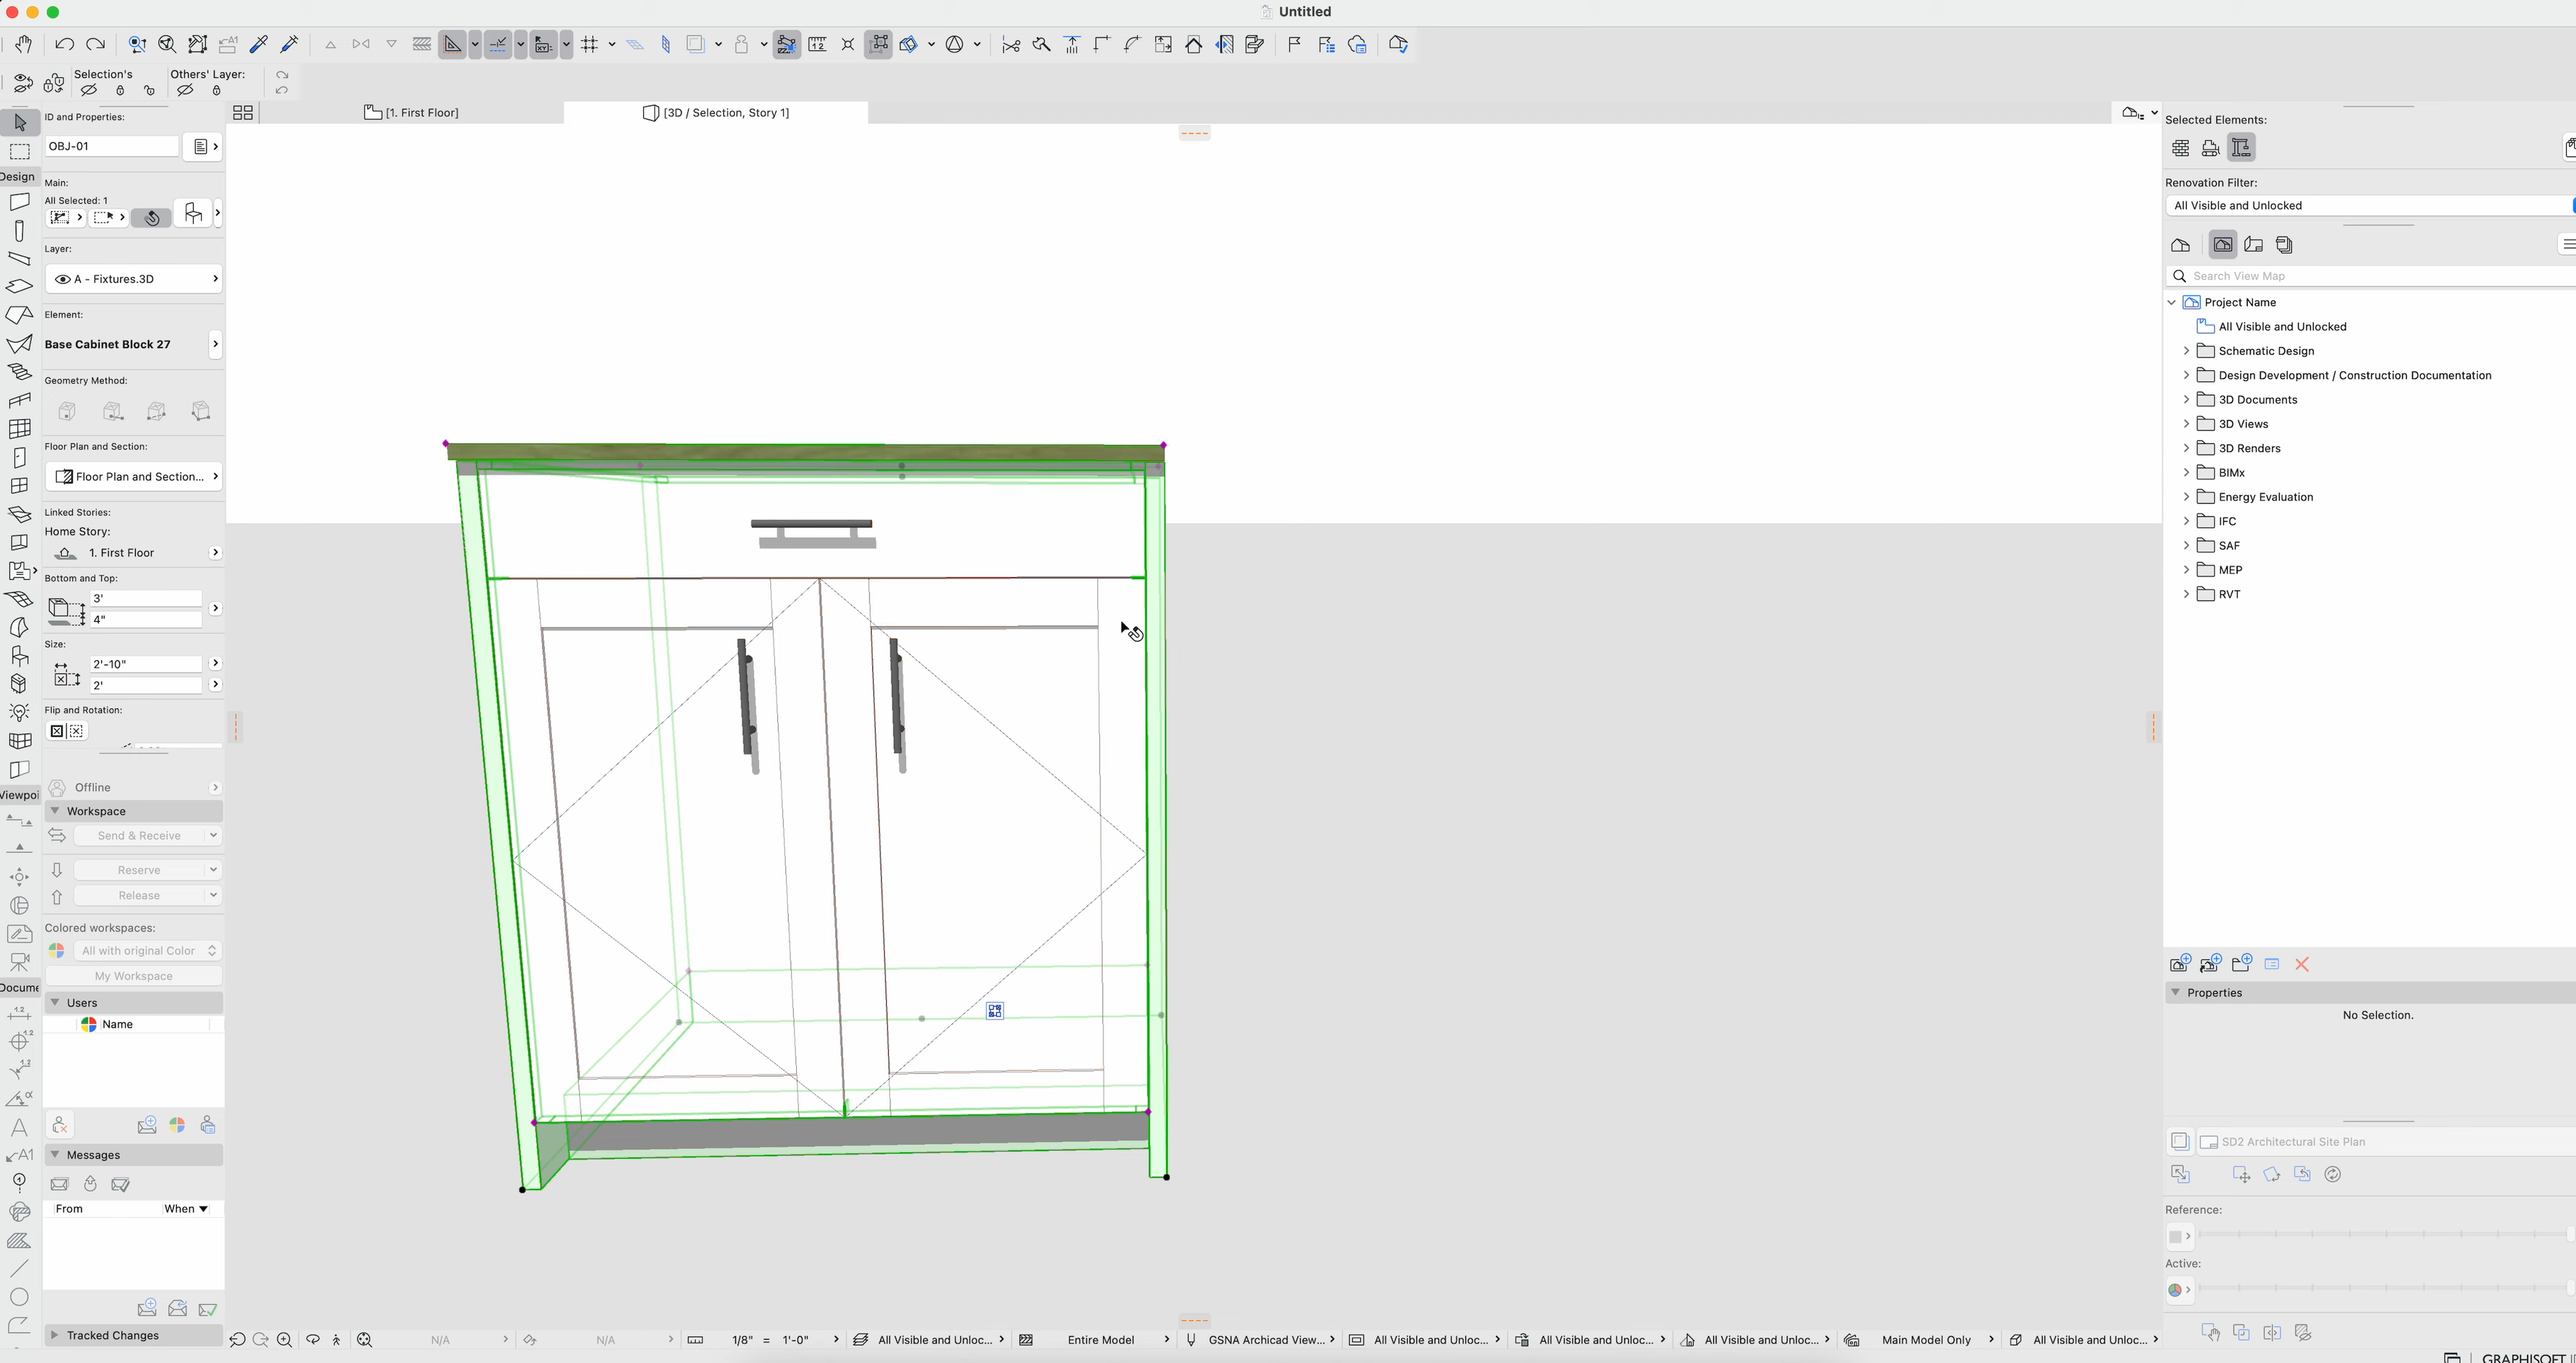 Untitled
Selection's
Others' Layer:
[1. First Floor]
[3D / Selection, Story 1]
ID and Properties:
OBJ-01
Design
Main:
All Selected: 1
Layer:
A - Fixtures.3D
Element:
Base Cabinet Block 27
Geometry Method:
Floor Plan and Section:
Floor Plan and Section...
Linked Stories:
Home Story:
1. First Floor
Bottom and Top:
3'
4"
Size:
2'-10"
2'
Flip and Rotation:
Offline
Viewpoi
Workspace
Send & Receive
Reserve
Release
Colored workspaces:
All with original Color
My Workspace
Docume
Users
Name
Messages
From
When
Tracked Changes
Selected Elements:
Renovation Filter:
All Visible and Unlocked
Search View Map
Project Name
All Visible and Unlocked
Schematic Design
Design Development / Construction Documentation
3D Documents
3D Views
3D Renders
BIMx
Energy Evaluation
IFC
SAF
MEP
RVT
Properties
No Selection.
SD2 Architectural Site Plan
Reference:
Active:
N/A
N/A
1/8" = 1'-0"
All Visible and Unloc...
Entire Model
GSNA Archicad View...
All Visible and Unloc...
All Visible and Unloc...
All Visible and Unloc...
Main Model Only
All Visible and Unloc...
GRAPHISOFT